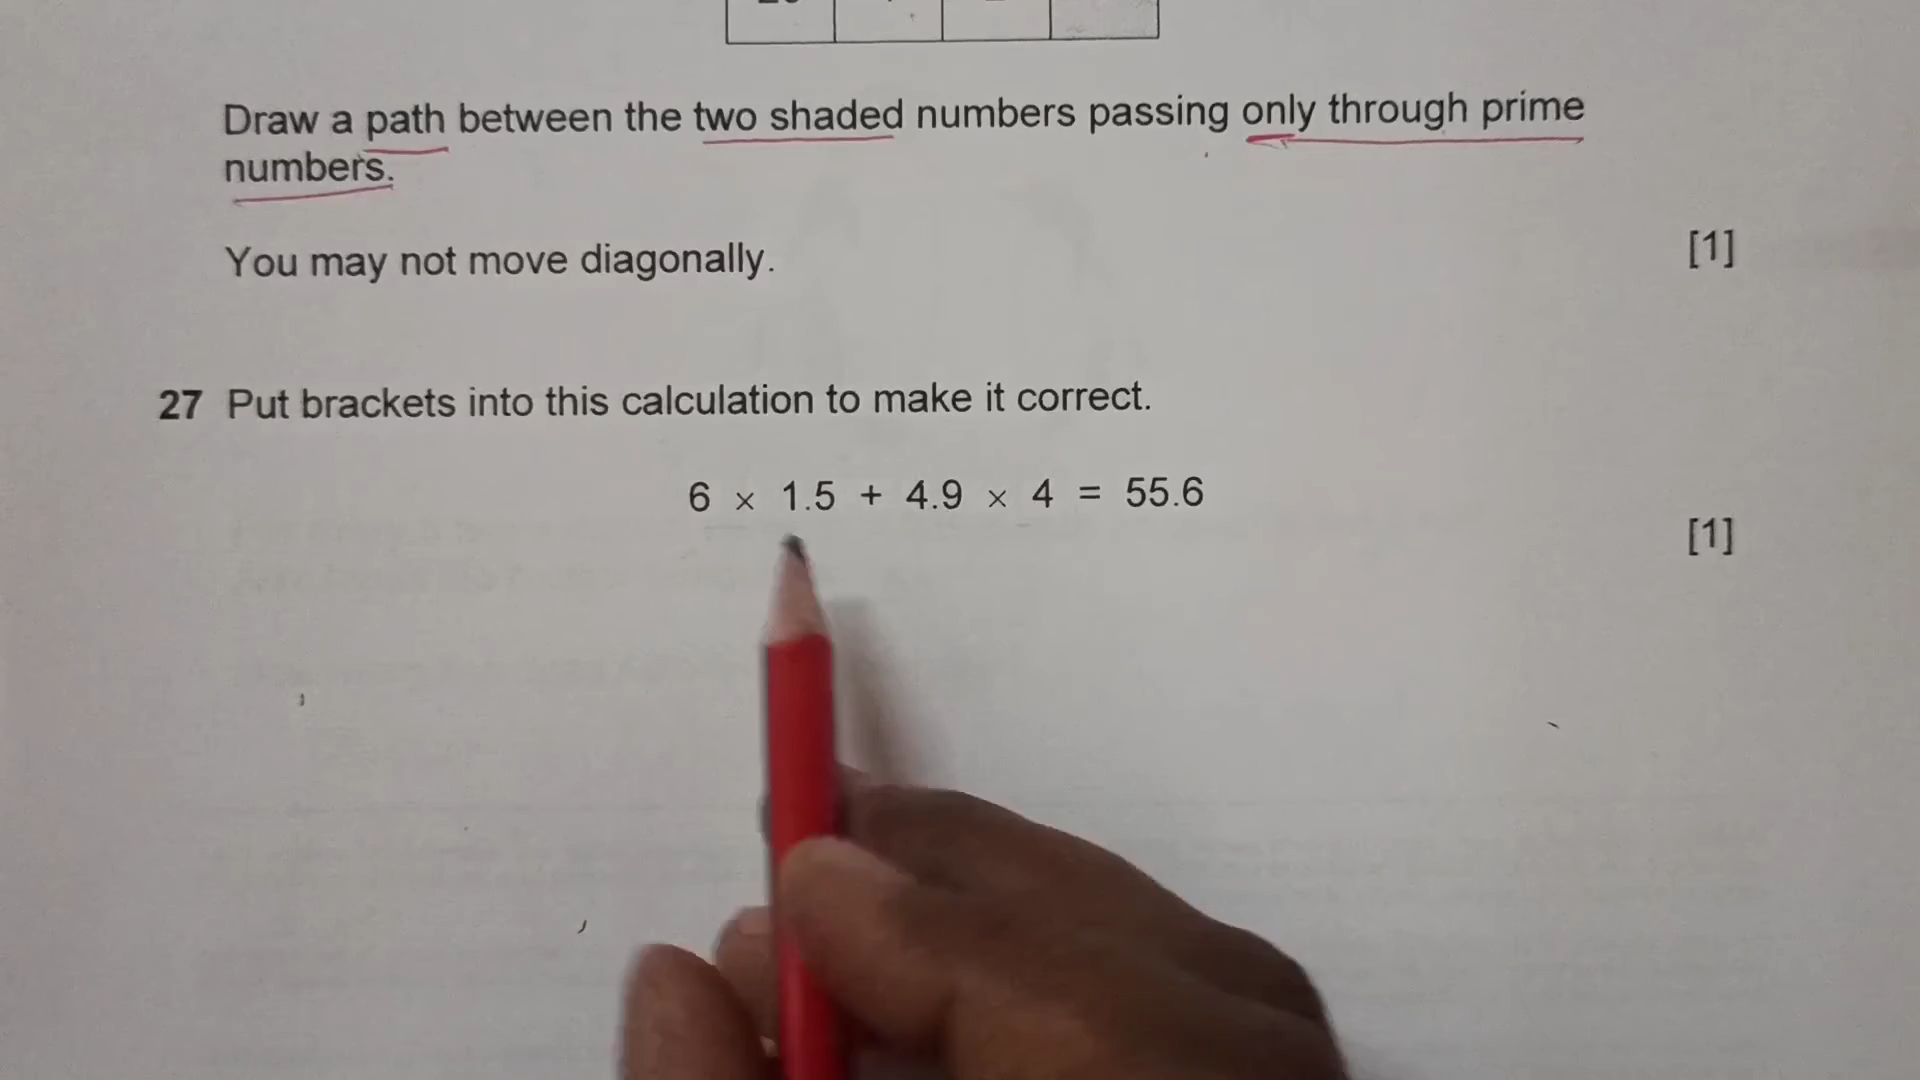 Draw a path between the two shaded numbers passing only through prime
numbers.
You may not move diagonally.
[1]
27 Put brackets into this calculation to make it correct.
6 × 1.5 + 4.9 × 4 = 55.6
[1]